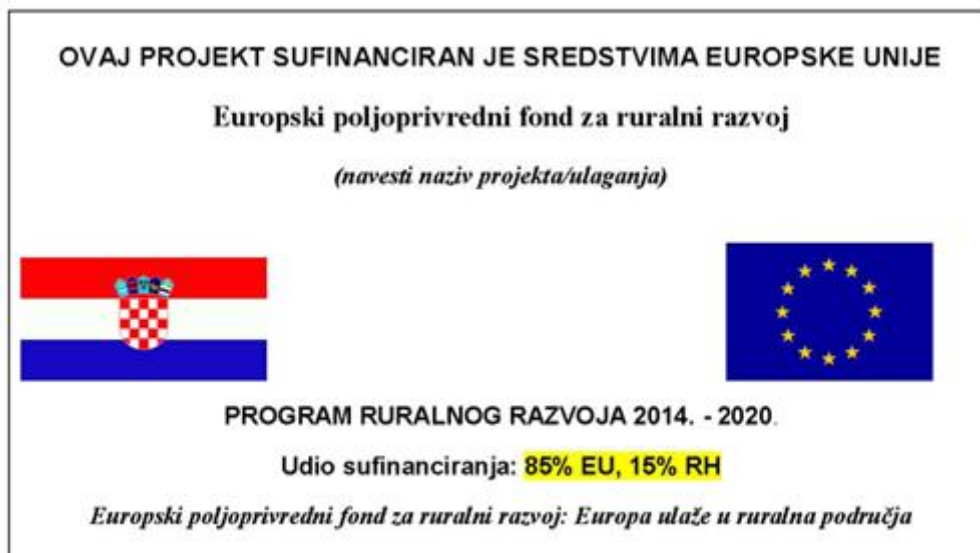 OVAJ PROJEKT SUFINANCIRAN JE SREDSTVIMA EUROPSKE UNIJE
Europski poljoprivredni fond za ruralni razvoj
(navesti naziv projekta/ulaganja)
PROGRAM RURALNOG RAZVOJA 2014. - 2020.
Udio sufinanciranja: 85% EU, 15% RH
Europski poljoprivredni fond za ruralni razvoj: Europa ulaže u ruralna područja